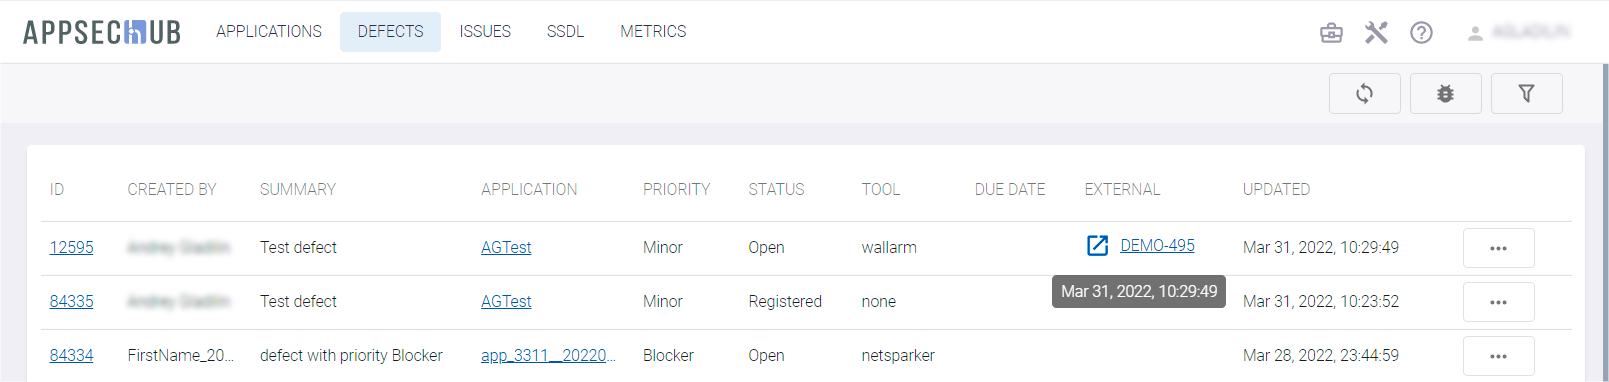 APPSECHUB APPLICATIONS DEFECTS ISSUES SSDL METRICS
ID CREATED BY SUMMARY APPLICATION PRIORITY STATUS TOOL DUE DATE EXTERNAL UPDATED
12595 Test defect AGTest Minor Open wallarm DEMO-495 Mar 31, 2022, 10:29:49
Mar 31, 2022, 10:29:49
84335 Test defect AGTest Minor Registered none Mar 31, 2022, 10:23:52
84334 FirstName_20... defect with priority Blocker app_3311__20220... Blocker Open netsparker Mar 28, 2022, 23:44:59